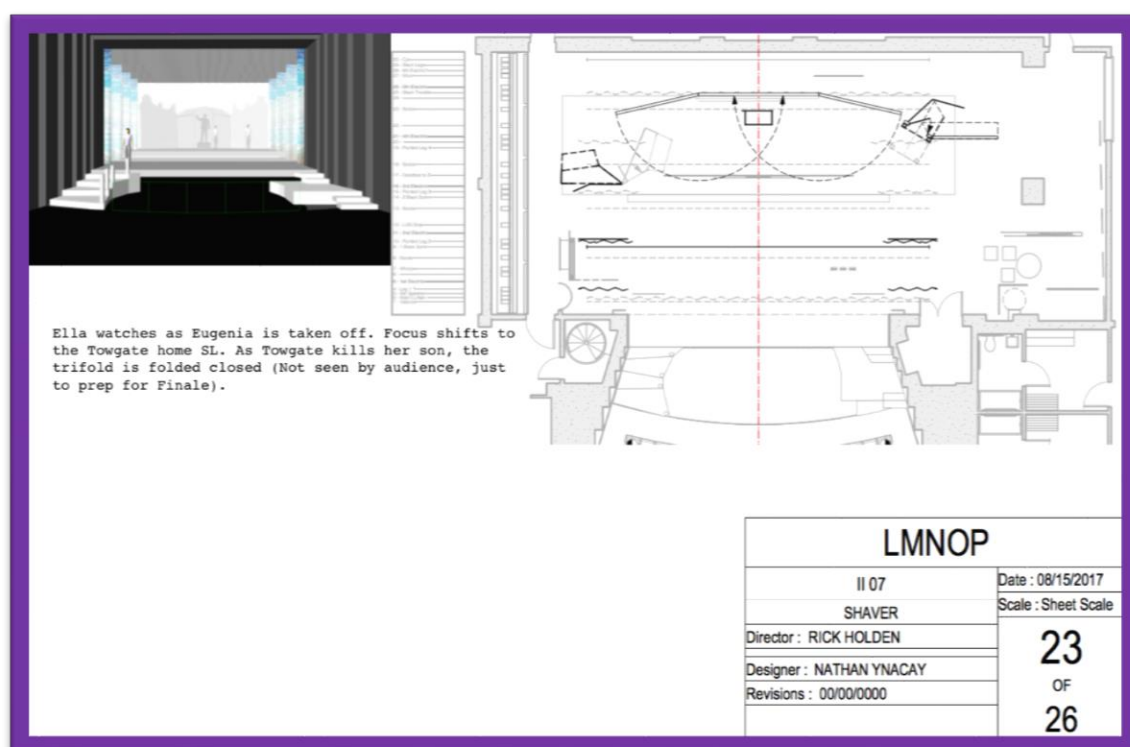 Ella watches as Eugenia is taken off. Focus shifts to
the Towgate home SL. As Towgate kills her son, the
trifold is folded closed (Not seen by audience, just
to prep for Finale).
LMNOP
II 07
SHAVER
Director : RICK HOLDEN
Designer : NATHAN YNACAY
Revisions : 00/00/0000
Date : 08/15/2017
Scale : Sheet Scale
23
OF
26